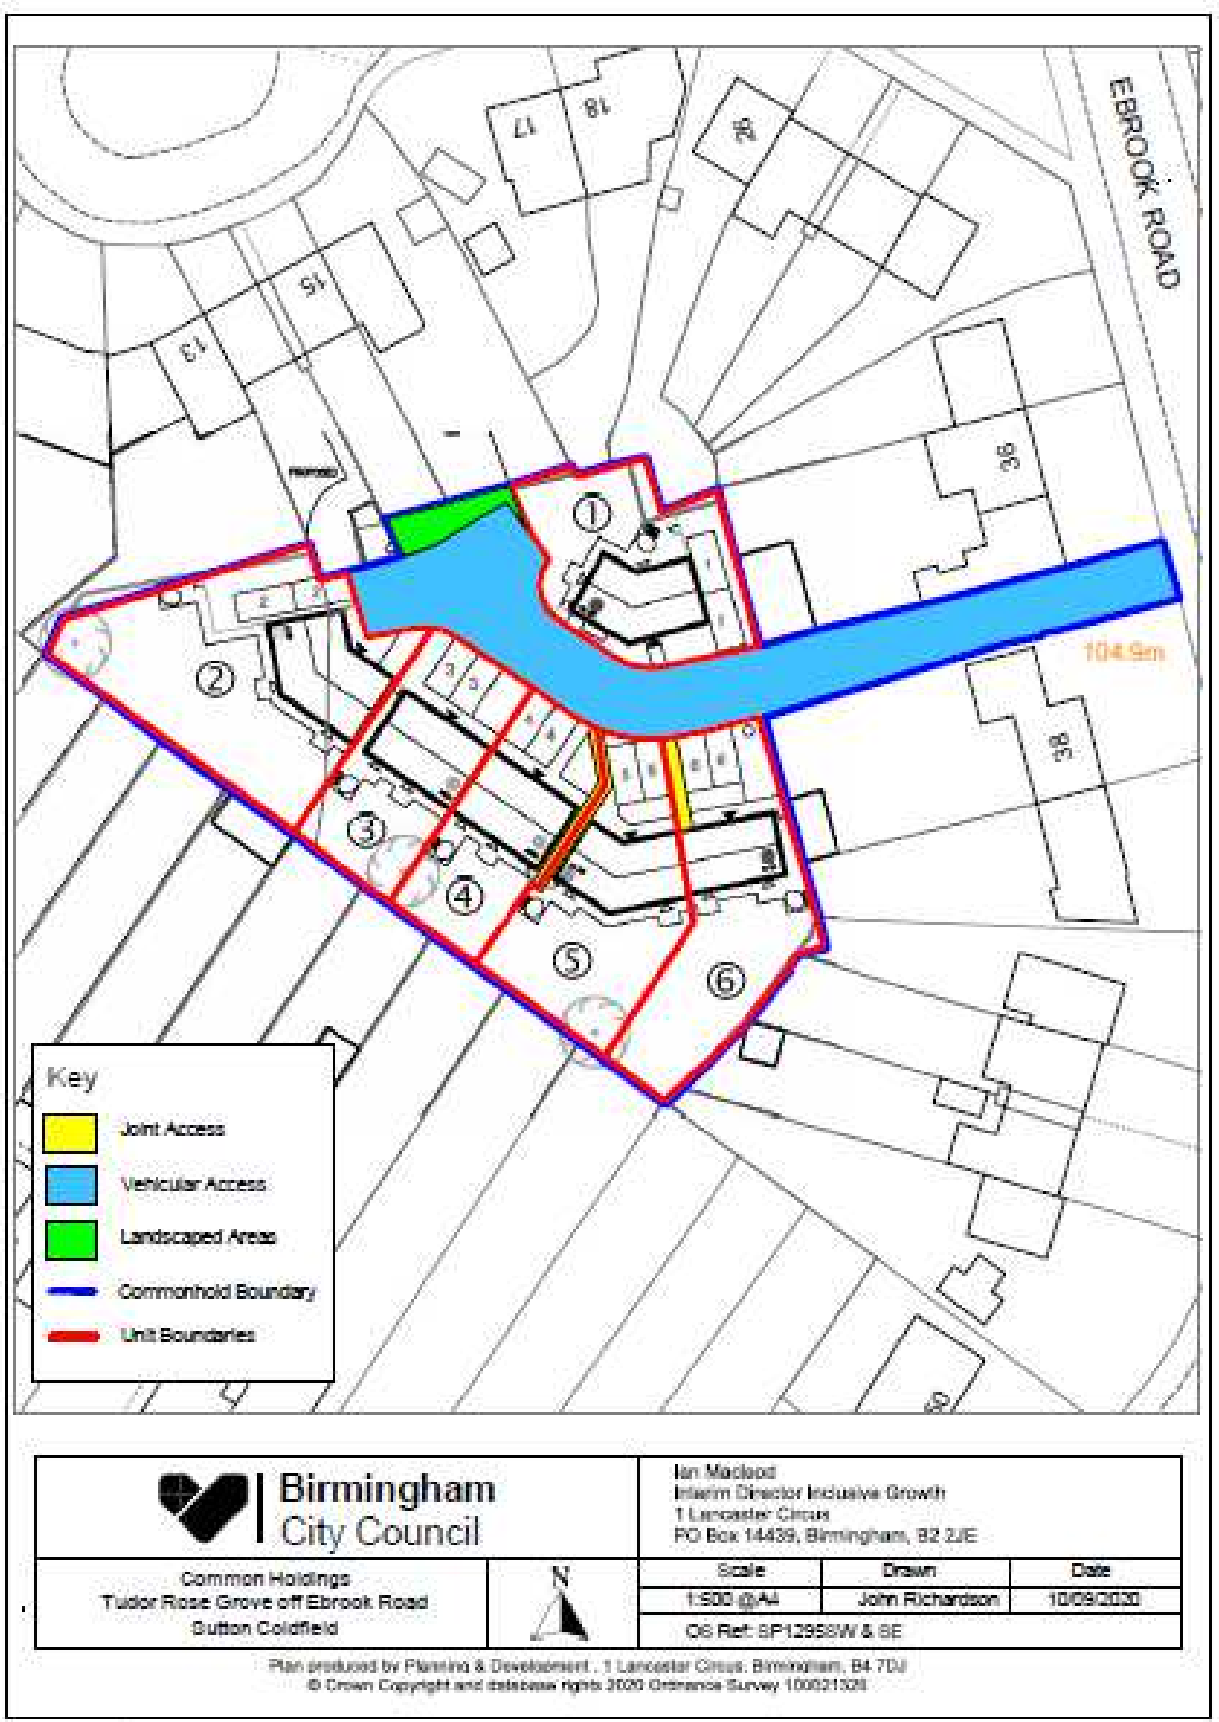 EBROOK ROAD
17
18
26
15
13
36
PROPOSED
1
104.9m
2
38
3
4
5
6
Key
Joint Access
Vehicular Access
Landscaped Areas
Commonhold Boundary
Unit Boundaries
50
Birmingham
City Council
Ian Macleod
Interim Director Inclusive Growth
1 Lancaster Circus
PO Box 14439, Birmingham, B2 2JE
Common Holdings
Tudor Rose Grove off Ebrook Road
Sutton Coldfield
N
Scale
Drawn
Date
1:500 @A4
John Richardson
10/09/2020
OS Ref: SP1295SW & SE
Plan produced by Planning & Development , 1 Lancaster Circus, Birmingham, B4 7DJ
© Crown Copyright and database rights 2020 Ordnance Survey 100021326